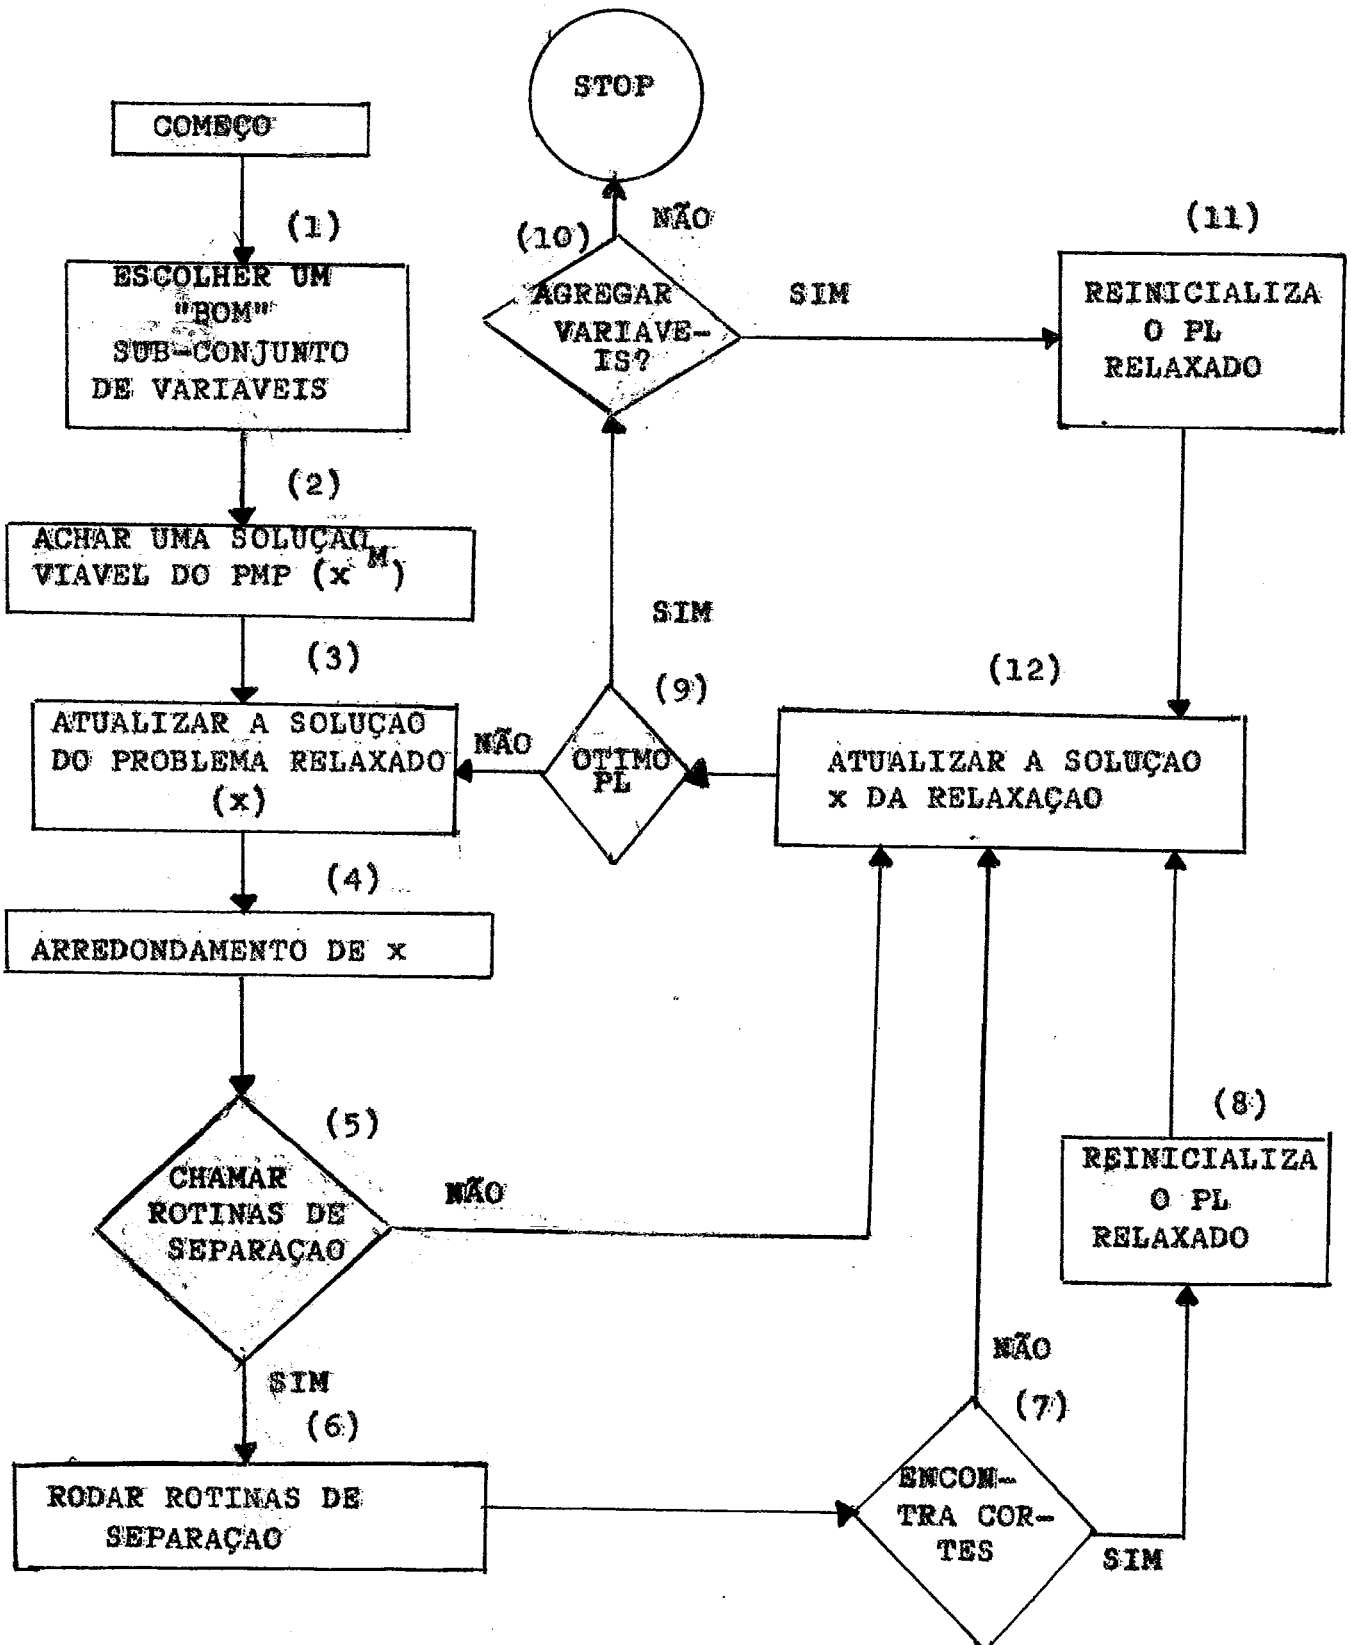 STOP
COMEÇO
(1)
ESCOLHER UM
"BOM"
SUB-CONJUNTO
DE VARIAVEIS
(2)
ACHAR UMA SOLUÇAO
VIAVEL DO PMP (x M)
(3)
ATUALIZAR A SOLUÇAO
DO PROBLEMA RELAXADO
(x)
(4)
ARREDONDAMENTO DE x
(5)
CHAMAR
ROTINAS DE
SEPARAÇAO
NÃO
SIM
(6)
RODAR ROTINAS DE
SEPARAÇAO
(7)
ENCON-
TRA COR-
TES
NÃO
SIM
(8)
REINICIALIZA
O PL
RELAXADO
(9)
OTIMO
PL
NÃO
SIM
(10)
AGREGAR
VARIAVE-
IS?
NÃO
SIM
(11)
REINICIALIZA
O PL
RELAXADO
(12)
ATUALIZAR A SOLUÇAO
x DA RELAXAÇAO